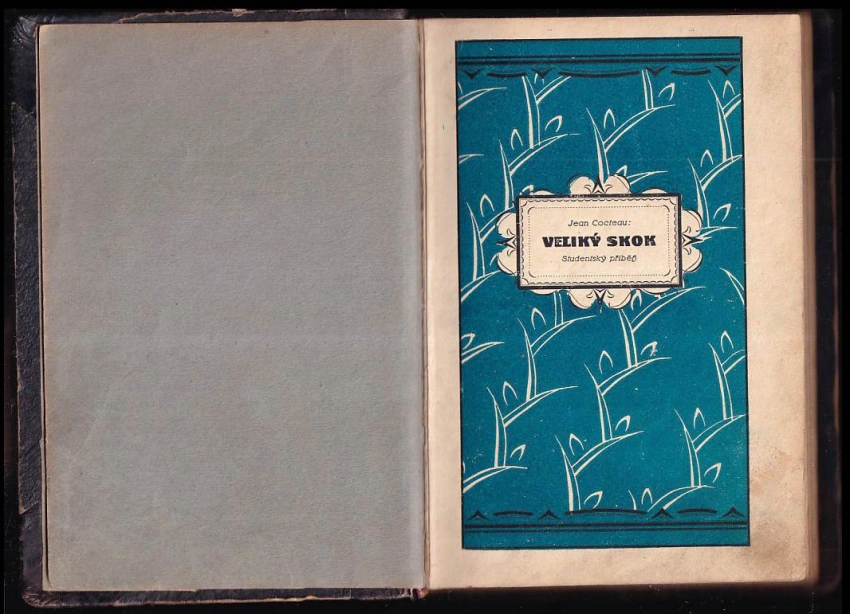 Jean Cocteau:
VELIKÝ SKOK
Studentský příběh